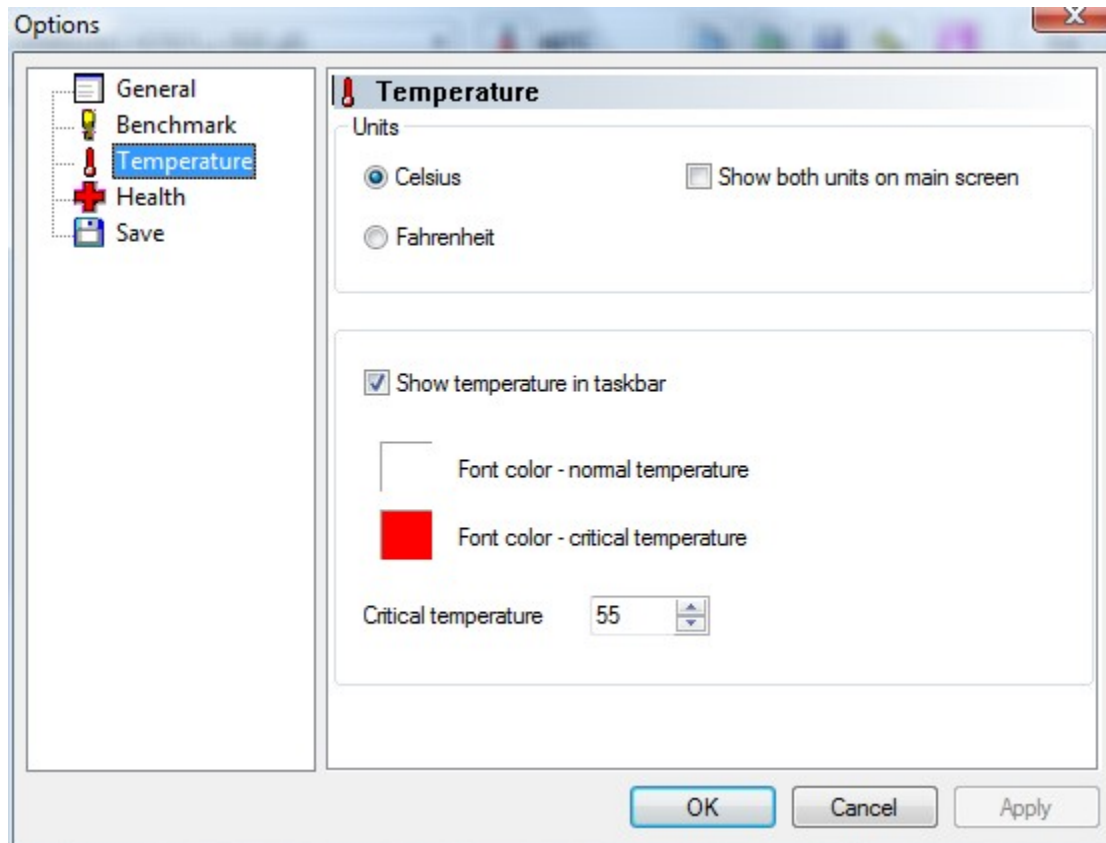 Options
General
Benchmark
Temperature
Health
Save
Temperature
Units
Celsius
Show both units on main screen
Fahrenheit
Show temperature in taskbar
Font color - normal temperature
Font color - critical temperature
Critical temperature 55
OK Cancel Apply